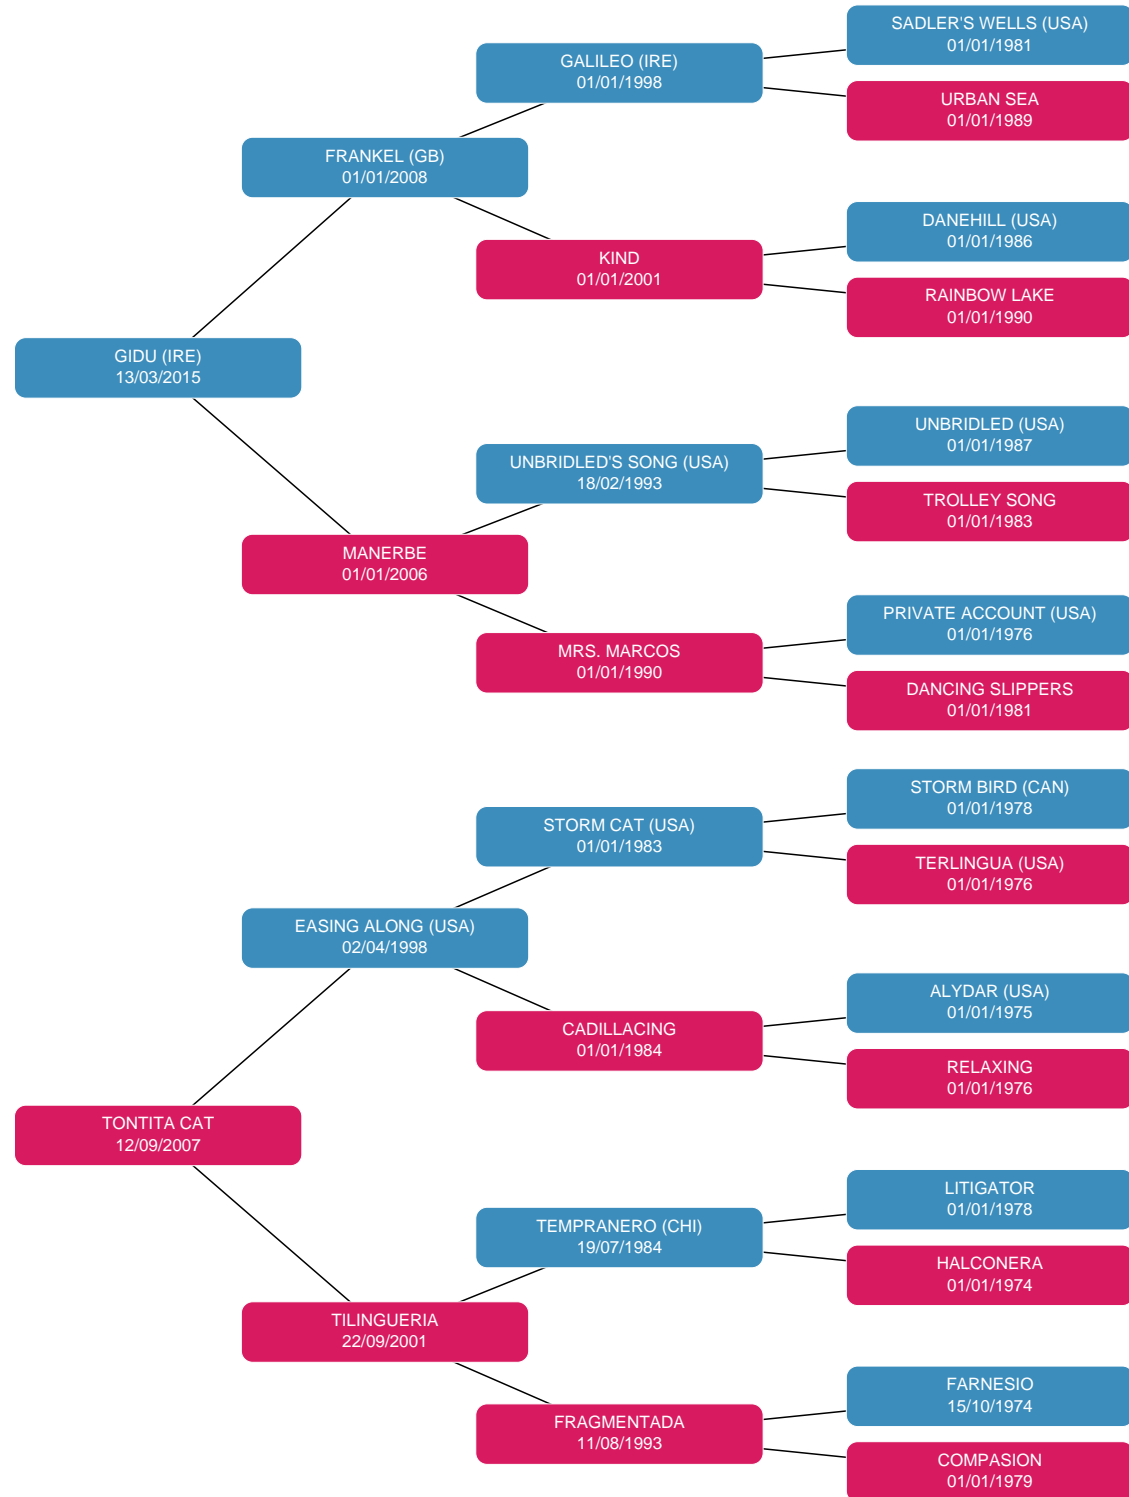 SADLER'S WELLS (USA)
01/01/1981
GALILEO (IRE)
01/01/1998
URBAN SEA
01/01/1989
FRANKEL (GB)
01/01/2008
DANEHILL (USA)
01/01/1986
KIND
01/01/2001
RAINBOW LAKE
01/01/1990
GIDU (IRE)
13/03/2015
UNBRIDLED (USA)
01/01/1987
UNBRIDLED'S SONG (USA)
18/02/1993
TROLLEY SONG
01/01/1983
MANERBE
01/01/2006
PRIVATE ACCOUNT (USA)
01/01/1976
MRS. MARCOS
01/01/1990
DANCING SLIPPERS
01/01/1981
STORM BIRD (CAN)
01/01/1978
STORM CAT (USA)
01/01/1983
TERLINGUA (USA)
01/01/1976
EASING ALONG (USA)
02/04/1998
ALYDAR (USA)
01/01/1975
CADILLACING
01/01/1984
RELAXING
01/01/1976
TONTITA CAT
12/09/2007
LITIGATOR
01/01/1978
TEMPRANERO (CHI)
19/07/1984
HALCONERA
01/01/1974
TILINGUERIA
22/09/2001
FARNESIO
15/10/1974
FRAGMENTADA
11/08/1993
COMPASION
01/01/1979